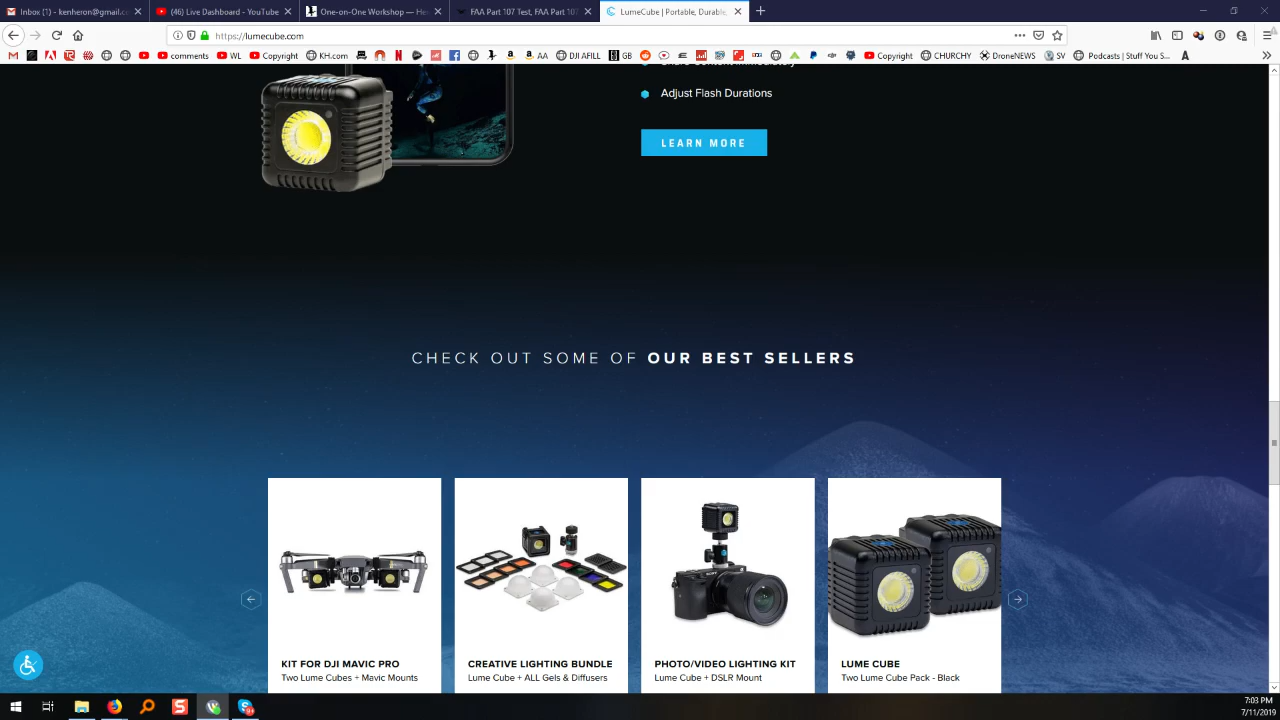 Inbox (1) - kenheron@gmail.c
(46) Live Dashboard - YouTube
One-on-One Workshop — He
FAA Part 107 Test, FAA Part 107
LumeCube | Portable, Durable,
https://lumecube.com
comments
WL
Copyright
KH.com
AA
DJI AFILL
GB
Copyright
CHURCHY
DroneNEWS
SV
Podcasts | Stuff You S...
Adjust Flash Durations
LEARN MORE
CHECK OUT SOME OF OUR BEST SELLERS
KIT FOR DJI MAVIC PRO
Two Lume Cubes + Mavic Mounts
CREATIVE LIGHTING BUNDLE
Lume Cube + ALL Gels & Diffusers
PHOTO/VIDEO LIGHTING KIT
Lume Cube + DSLR Mount
LUME CUBE
Two Lume Cube Pack - Black
7:03 PM
7/11/2019